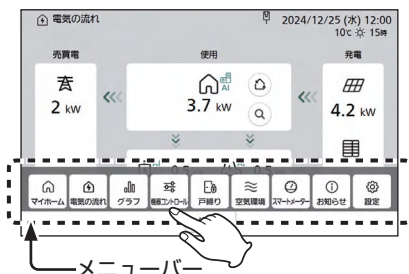 電気の流れ
2024/12/25 (水) 12:00
10℃ 15時
売買電
使用
発電
2 kW
AI
3.7 kW
4.2 kW
マイホーム
電気の流れ
グラフ
機器コントロール
戸締り
空気環境
スマートメーター
お知らせ
設定
メニューバー